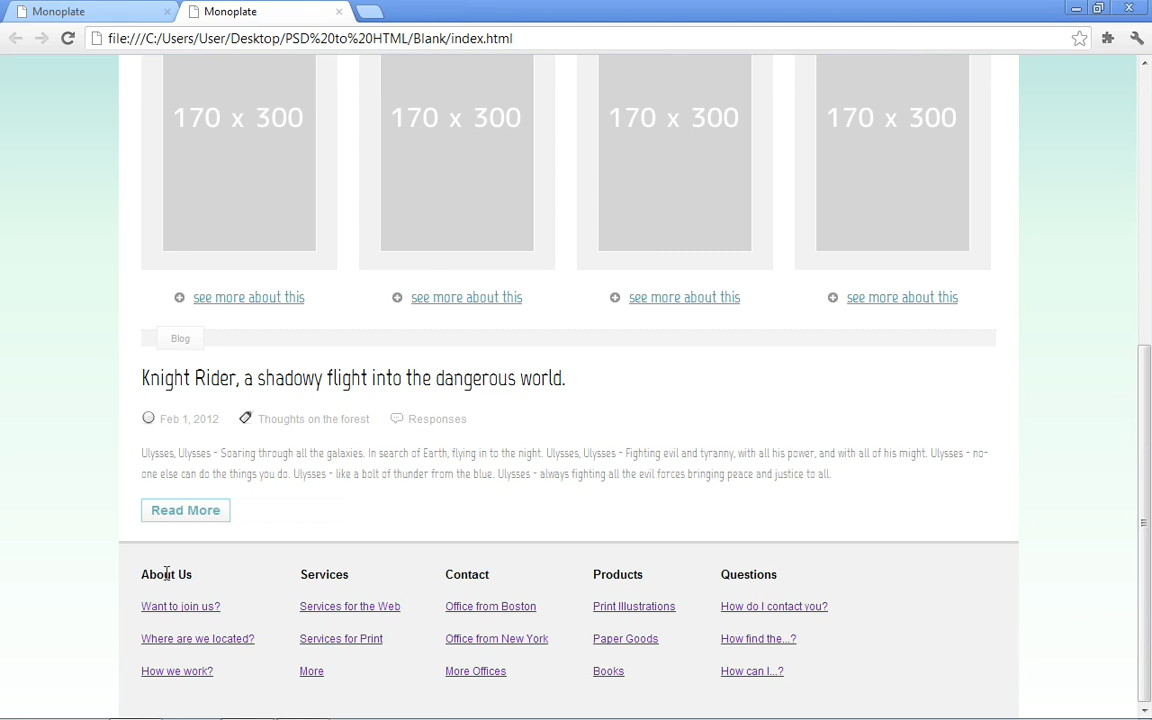 Monoplate
Monoplate
file:///C:/Users/User/Desktop/PSD%20to%20HTML/Blank/index.html
170 x 300 170 x 300 170 x 300 170 x 300
see more about this see more about this see more about this see more about this
Blog
Knight Rider, a shadowy flight into the dangerous world.
Feb 1, 2012 Thoughts on the forest Responses
Ulysses, Ulysses - Soaring through all the galaxies. In search of Earth, flying in to the night. Ulysses, Ulysses - Fighting evil and tyranny, with all his power, and with all of his might. Ulysses - no-
one else can do the things you do. Ulysses - like a bolt of thunder from the blue. Ulysses - always fighting all the evil forces bringing peace and justice to all.
Read More
About Us Services Contact Products Questions
Want to join us? Services for the Web Office from Boston Print Illustrations How do I contact you?
Where are we located? Services for Print Office from New York Paper Goods How find the...?
How we work? More More Offices Books How can I...?